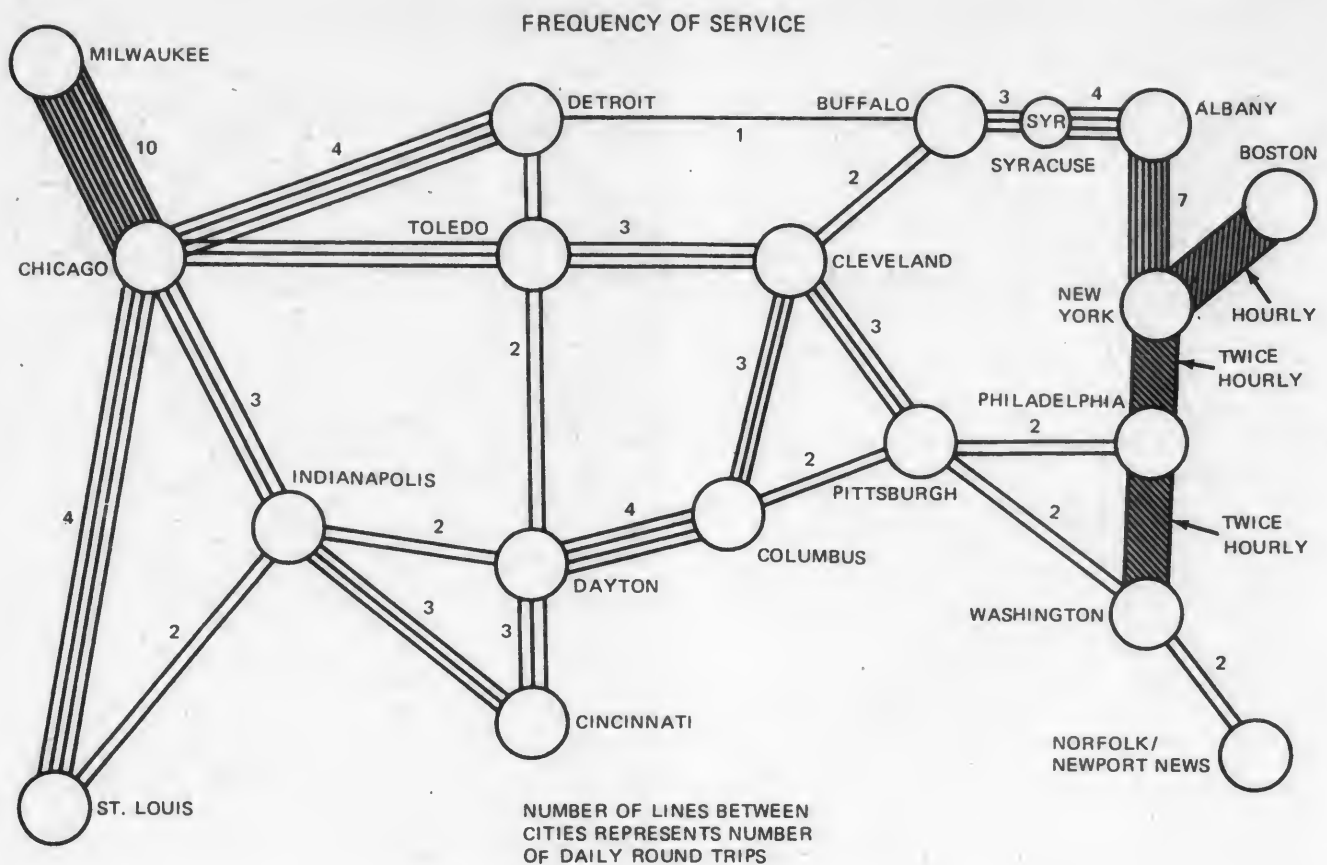 FREQUENCY OF SERVICE
MILWAUKEE
DETROIT
BUFFALO
3
SYR
4
ALBANY
SYRACUSE
BOSTON
10
4
1
2
7
TOLEDO
3
CHICAGO
CLEVELAND
NEW
YORK
HOURLY
2
3
3
TWICE
HOURLY
3
PHILADELPHIA
2
INDIANAPOLIS
2
PITTSBURGH
4
2
4
COLUMBUS
2
TWICE
HOURLY
DAYTON
2
3
3
WASHINGTON
2
CINCINNATI
NORFOLK/
NEWPORT NEWS
ST. LOUIS
NUMBER OF LINES BETWEEN
CITIES REPRESENTS NUMBER
OF DAILY ROUND TRIPS